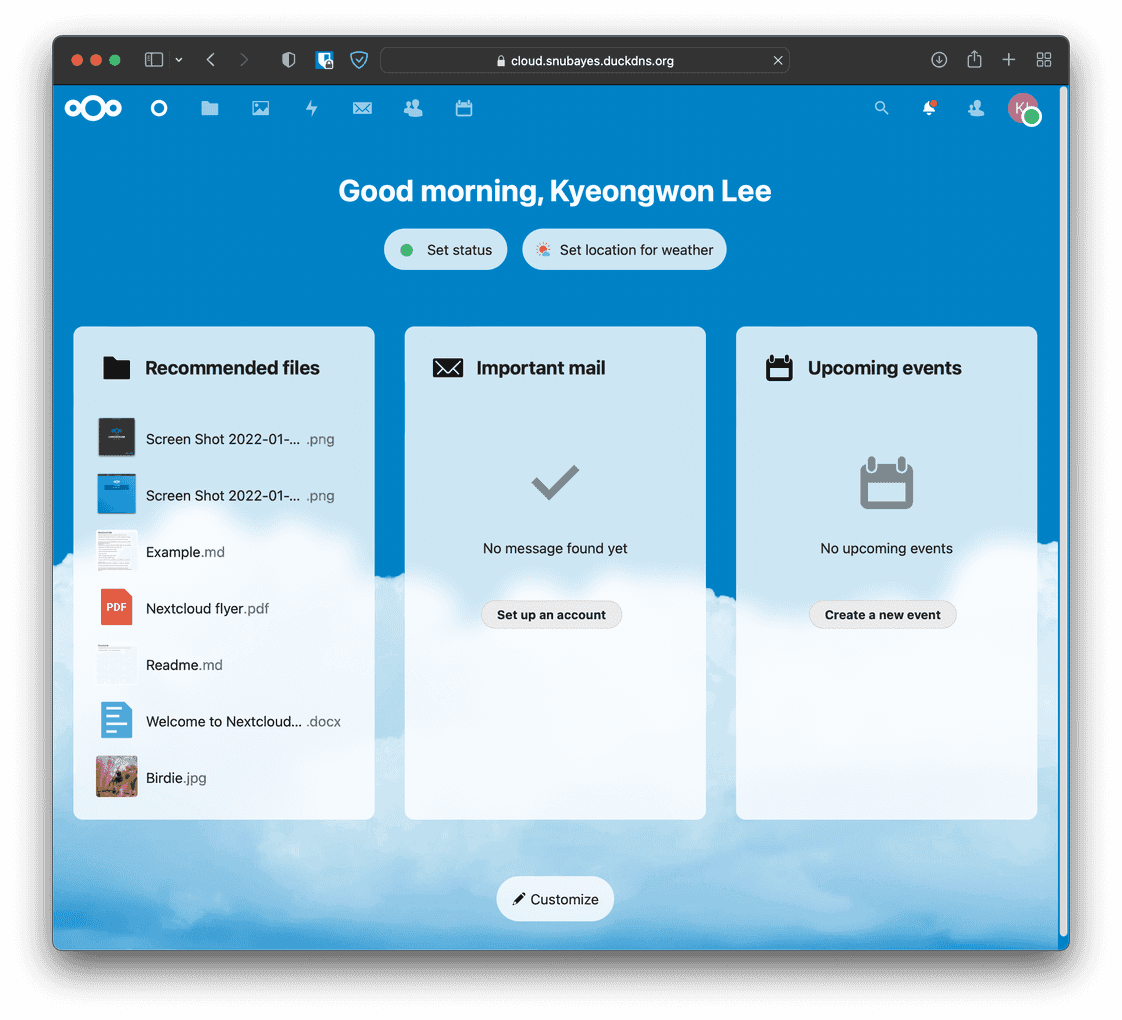 cloud.snubayes.duckdns.org
Good morning, Kyeongwon Lee
Set status
Set location for weather
Recommended files
Screen Shot 2022-01-... .png
Screen Shot 2022-01-... .png
Example.md
PDF
Nextcloud flyer.pdf
Readme.md
Welcome to Nextcloud... .docx
Birdie.jpg
Important mail
No message found yet
Set up an account
Upcoming events
No upcoming events
Create a new event
Customize